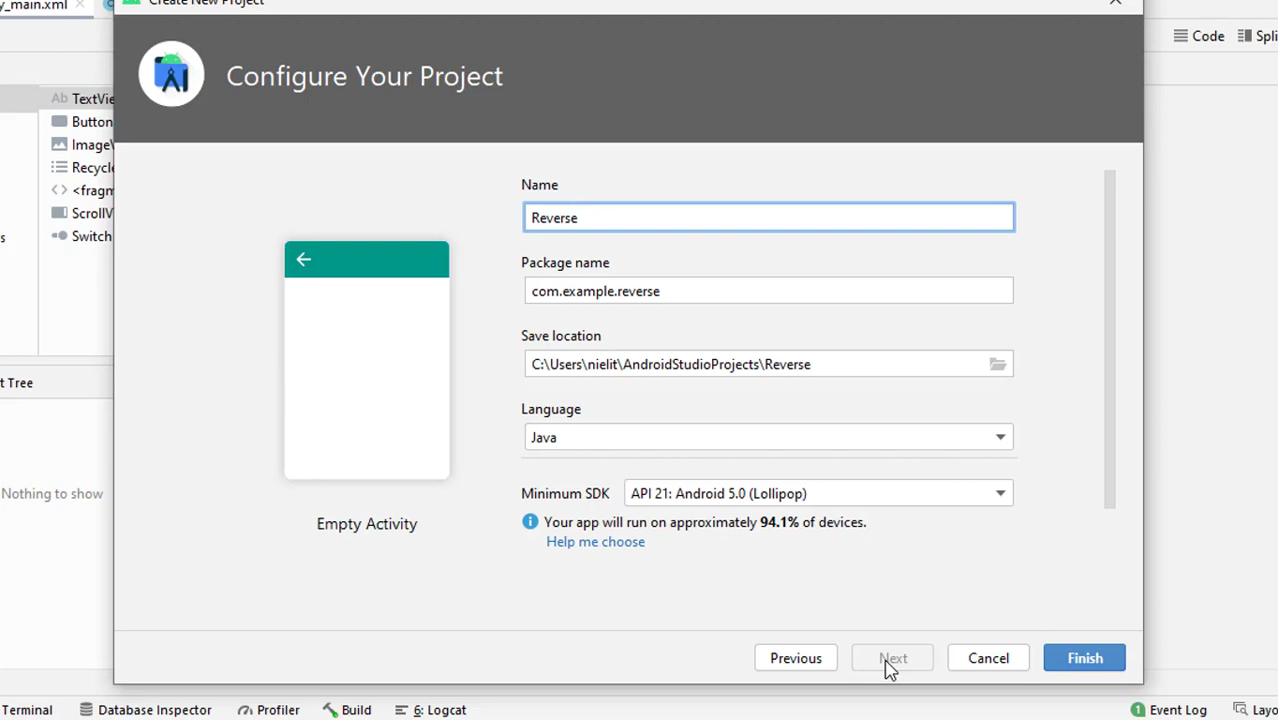 y_main.xml
Create New Project
Code
Spli
Configure Your Project
Ab TextVie
Button
ImageV
Recycle
<fragm
ScrollV
Switch
s
Name
Reverse
Package name
com.example.reverse
Save location
C:\Users\nielit\AndroidStudioProjects\Reverse
Language
Java
Minimum SDK
API 21: Android 5.0 (Lollipop)
Your app will run on approximately 94.1% of devices.
Help me choose
Empty Activity
t Tree
Nothing to show
Previous
Next
Cancel
Finish
Terminal
Database Inspector
Profiler
Build
6: Logcat
1 Event Log
Layo